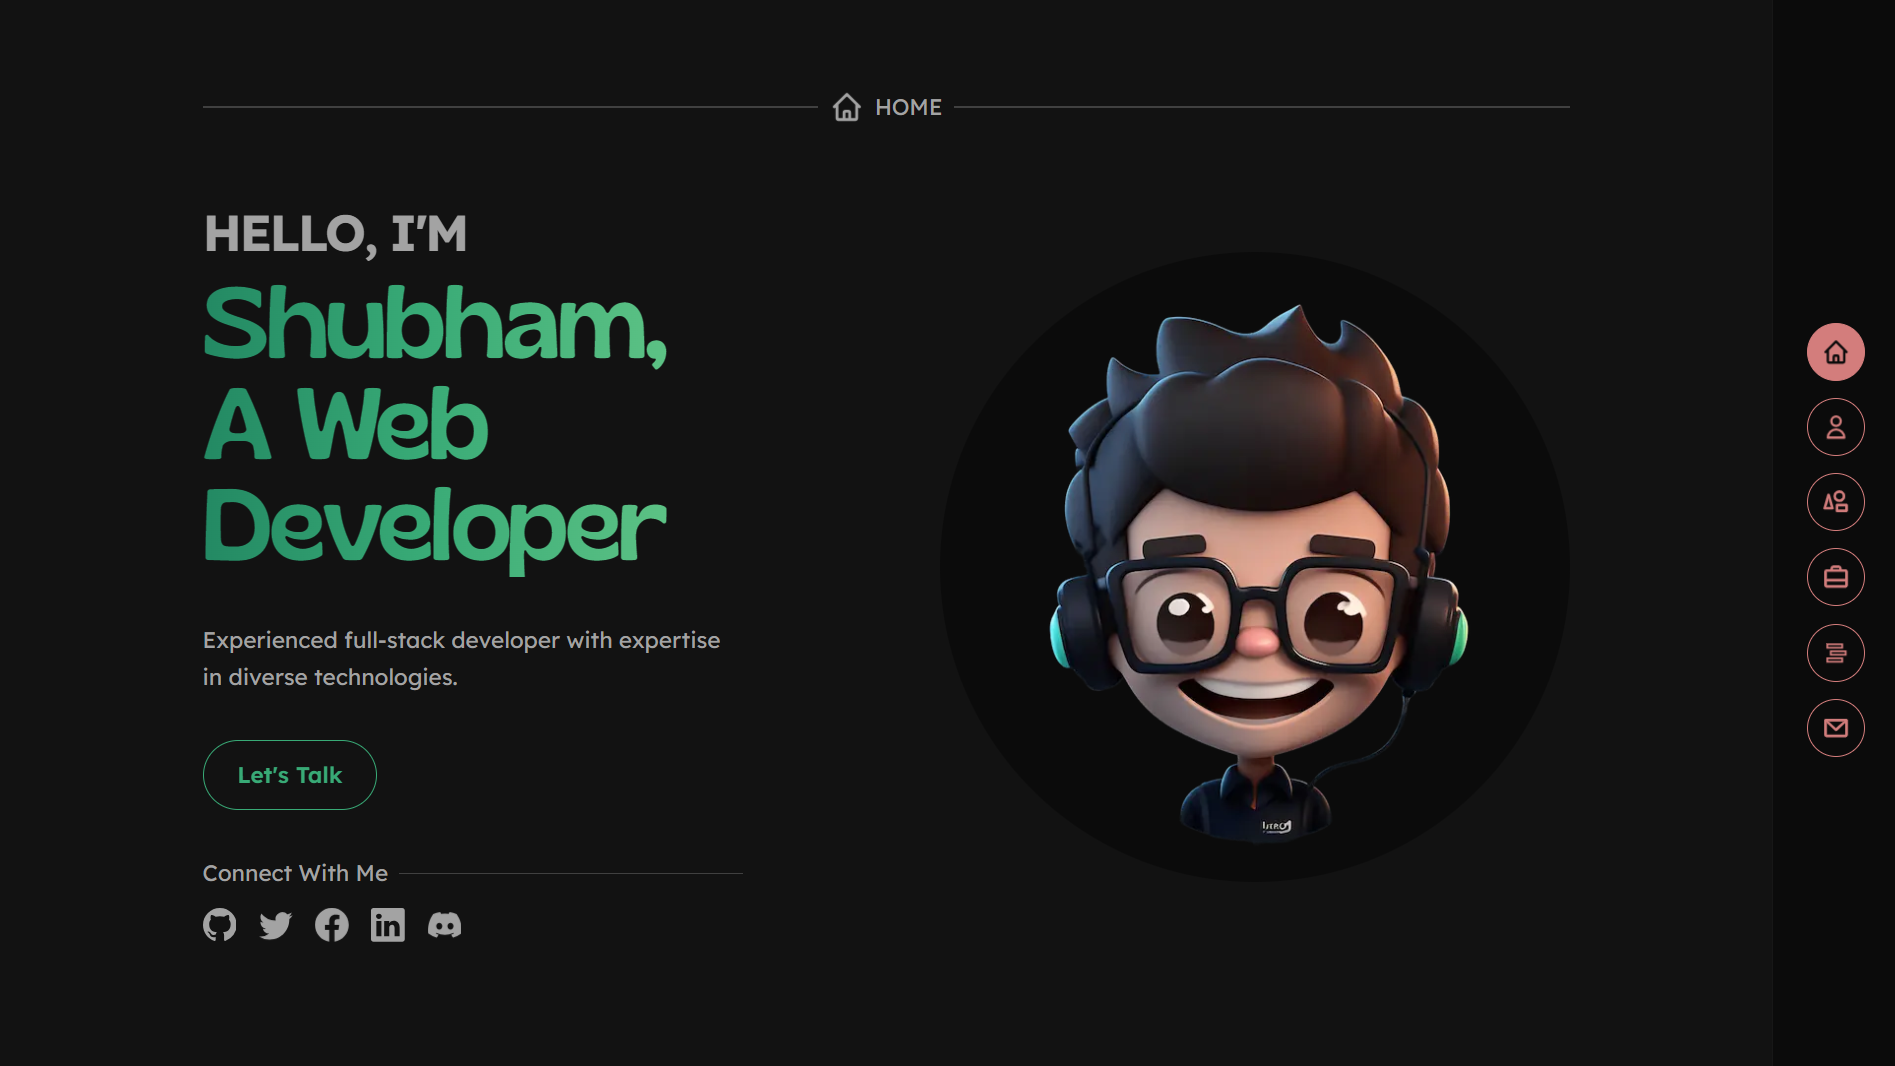 HOME
HELLO, I'M
Shubham,
A Web
Developer
Experienced full-stack developer with expertise
in diverse technologies.
Let's Talk
Connect With Me